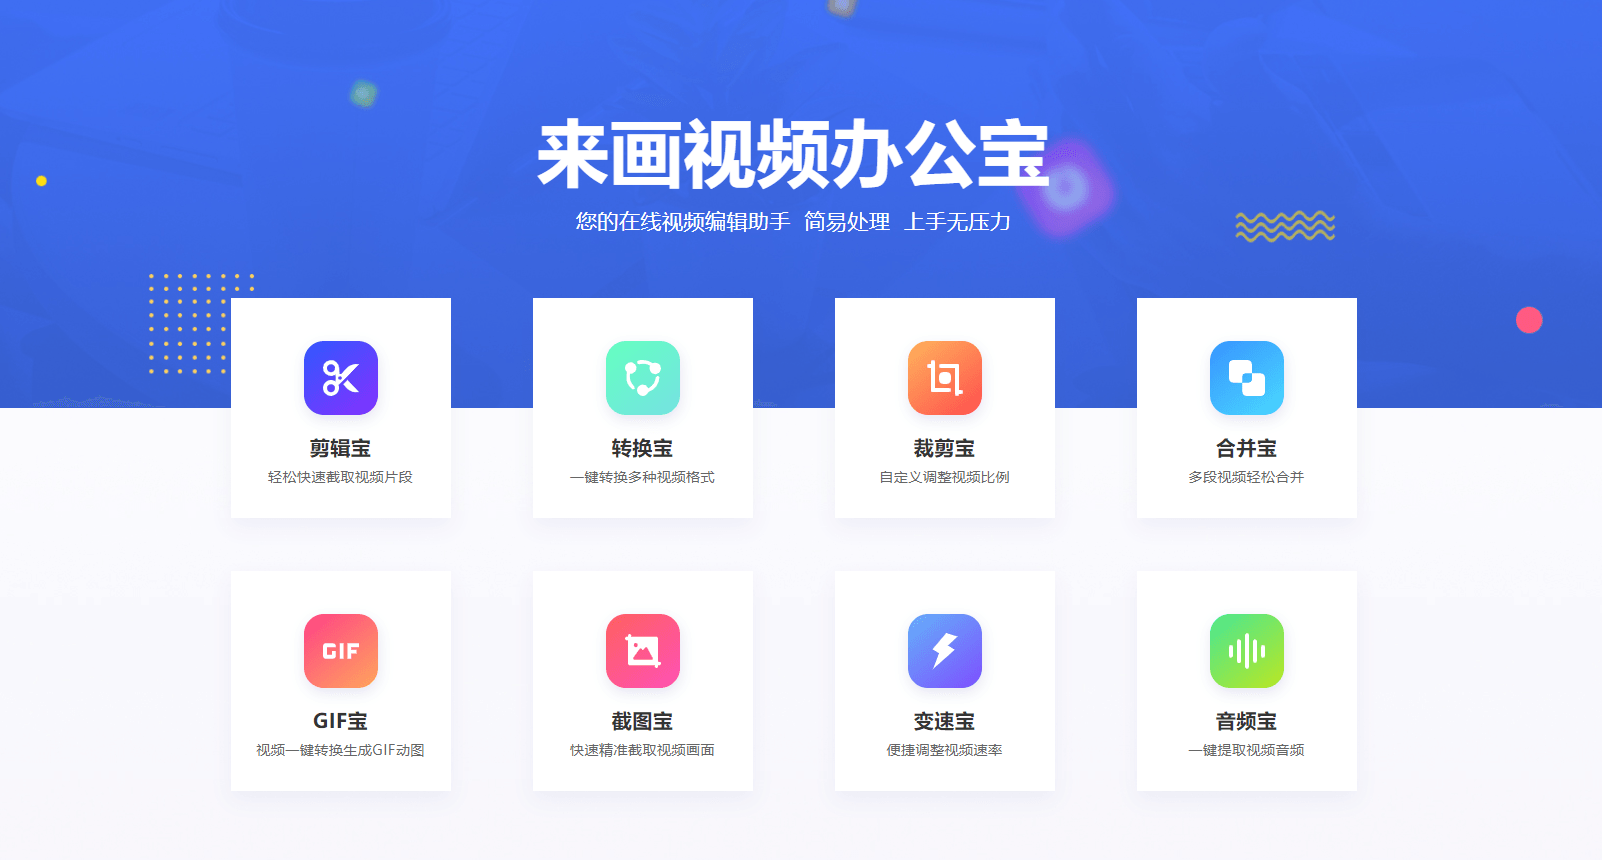 来画视频办公宝
您的在线视频编辑助手 简易处理 上手无压力
剪辑宝
轻松快速截取视频片段
转换宝
一键转换多种视频格式
裁剪宝
自定义调整视频比例
合并宝
多段视频轻松合并
GIF
GIF宝
视频一键转换生成GIF动图
截图宝
快速精准截取视频画面
变速宝
便捷调整视频速率
音频宝
一键提取视频音频